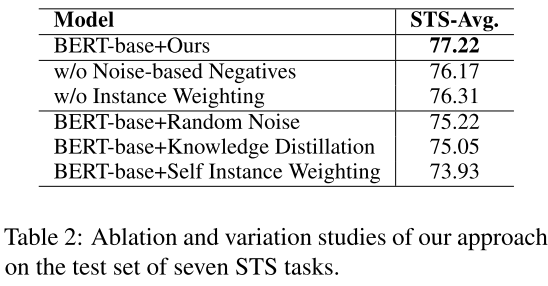 Model STS-Avg.
BERT-base+Ours 77.22
w/o Noise-based Negatives 76.17
w/o Instance Weighting 76.31
BERT-base+Random Noise 75.22
BERT-base+Knowledge Distillation 75.05
BERT-base+Self Instance Weighting 73.93
Table 2: Ablation and variation studies of our approach
on the test set of seven STS tasks.